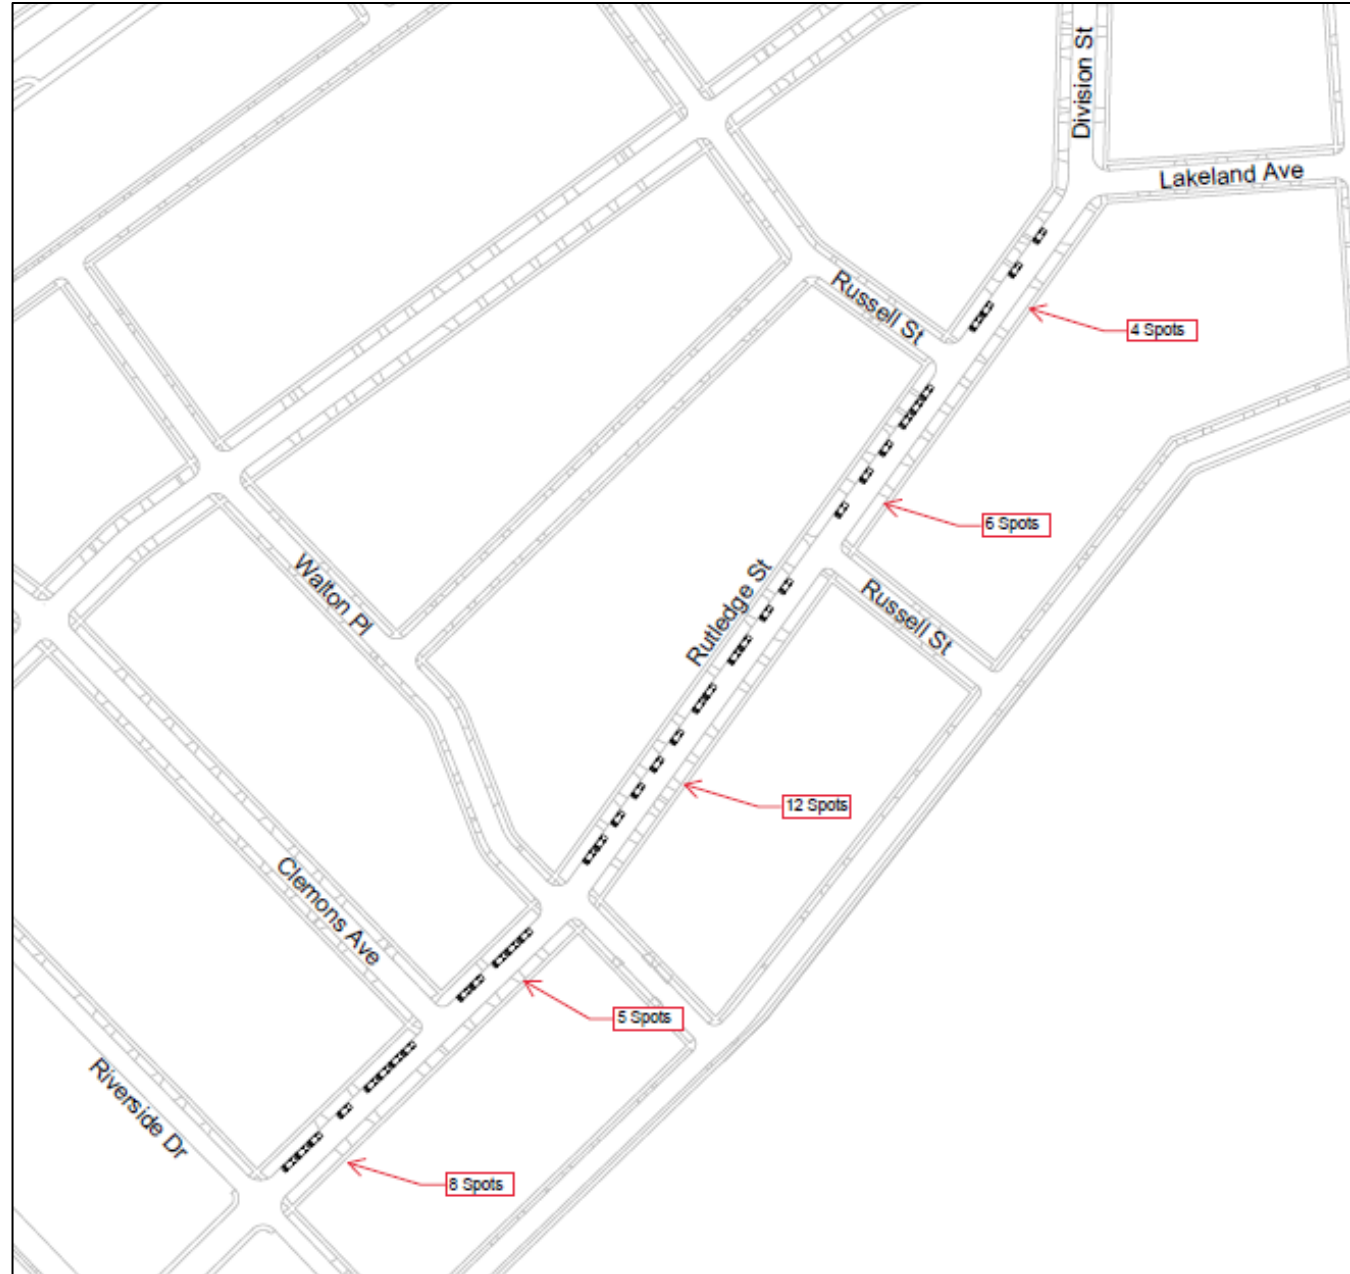 Division St
Lakeland Ave
Russell St
4 Spots
6 Spots
Walton Pl
Rutledge St
Russell St
12 Spots
Clemons Ave
5 Spots
Riverside Dr
8 Spots